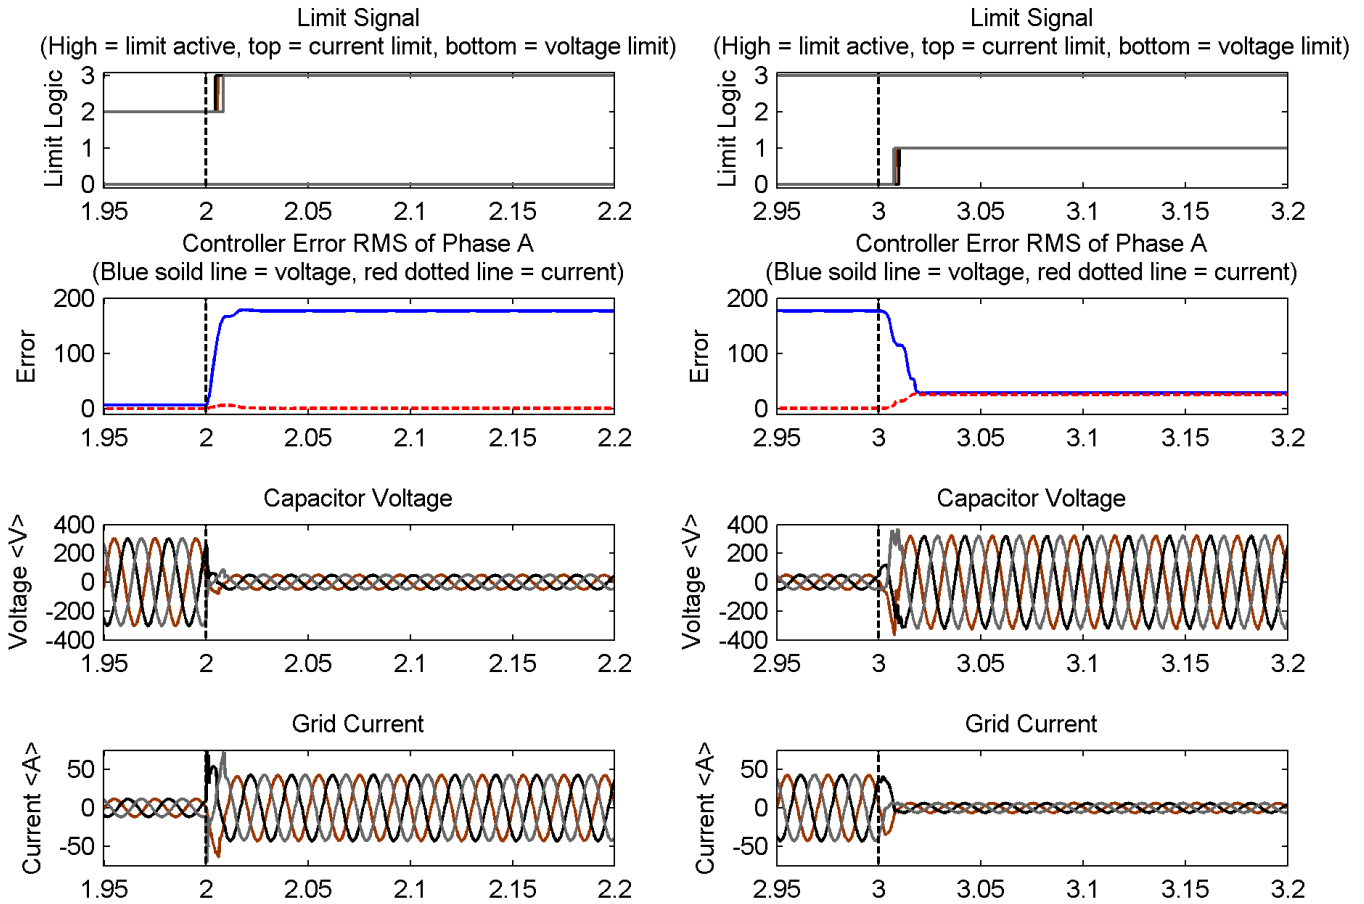 Limit Signal
(High = limit active, top = current limit, bottom = voltage limit)
Limit Logic
3
2
1
0
1.95 2 2.05 2.1 2.15 2.2
Controller Error RMS of Phase A
(Blue soild line = voltage, red dotted line = current)
Error
200
100
0
1.95 2 2.05 2.1 2.15 2.2
Capacitor Voltage
Voltage <V>
400
200
0
-200
-400
1.95 2 2.05 2.1 2.15 2.2
Grid Current
Current <A>
50
0
-50
1.95 2 2.05 2.1 2.15 2.2
Limit Signal
(High = limit active, top = current limit, bottom = voltage limit)
Limit Logic
3
2
1
0
2.95 3 3.05 3.1 3.15 3.2
Controller Error RMS of Phase A
(Blue soild line = voltage, red dotted line = current)
Error
200
100
0
2.95 3 3.05 3.1 3.15 3.2
Capacitor Voltage
Voltage <V>
400
200
0
-200
-400
2.95 3 3.05 3.1 3.15 3.2
Grid Current
Current <A>
50
0
-50
2.95 3 3.05 3.1 3.15 3.2